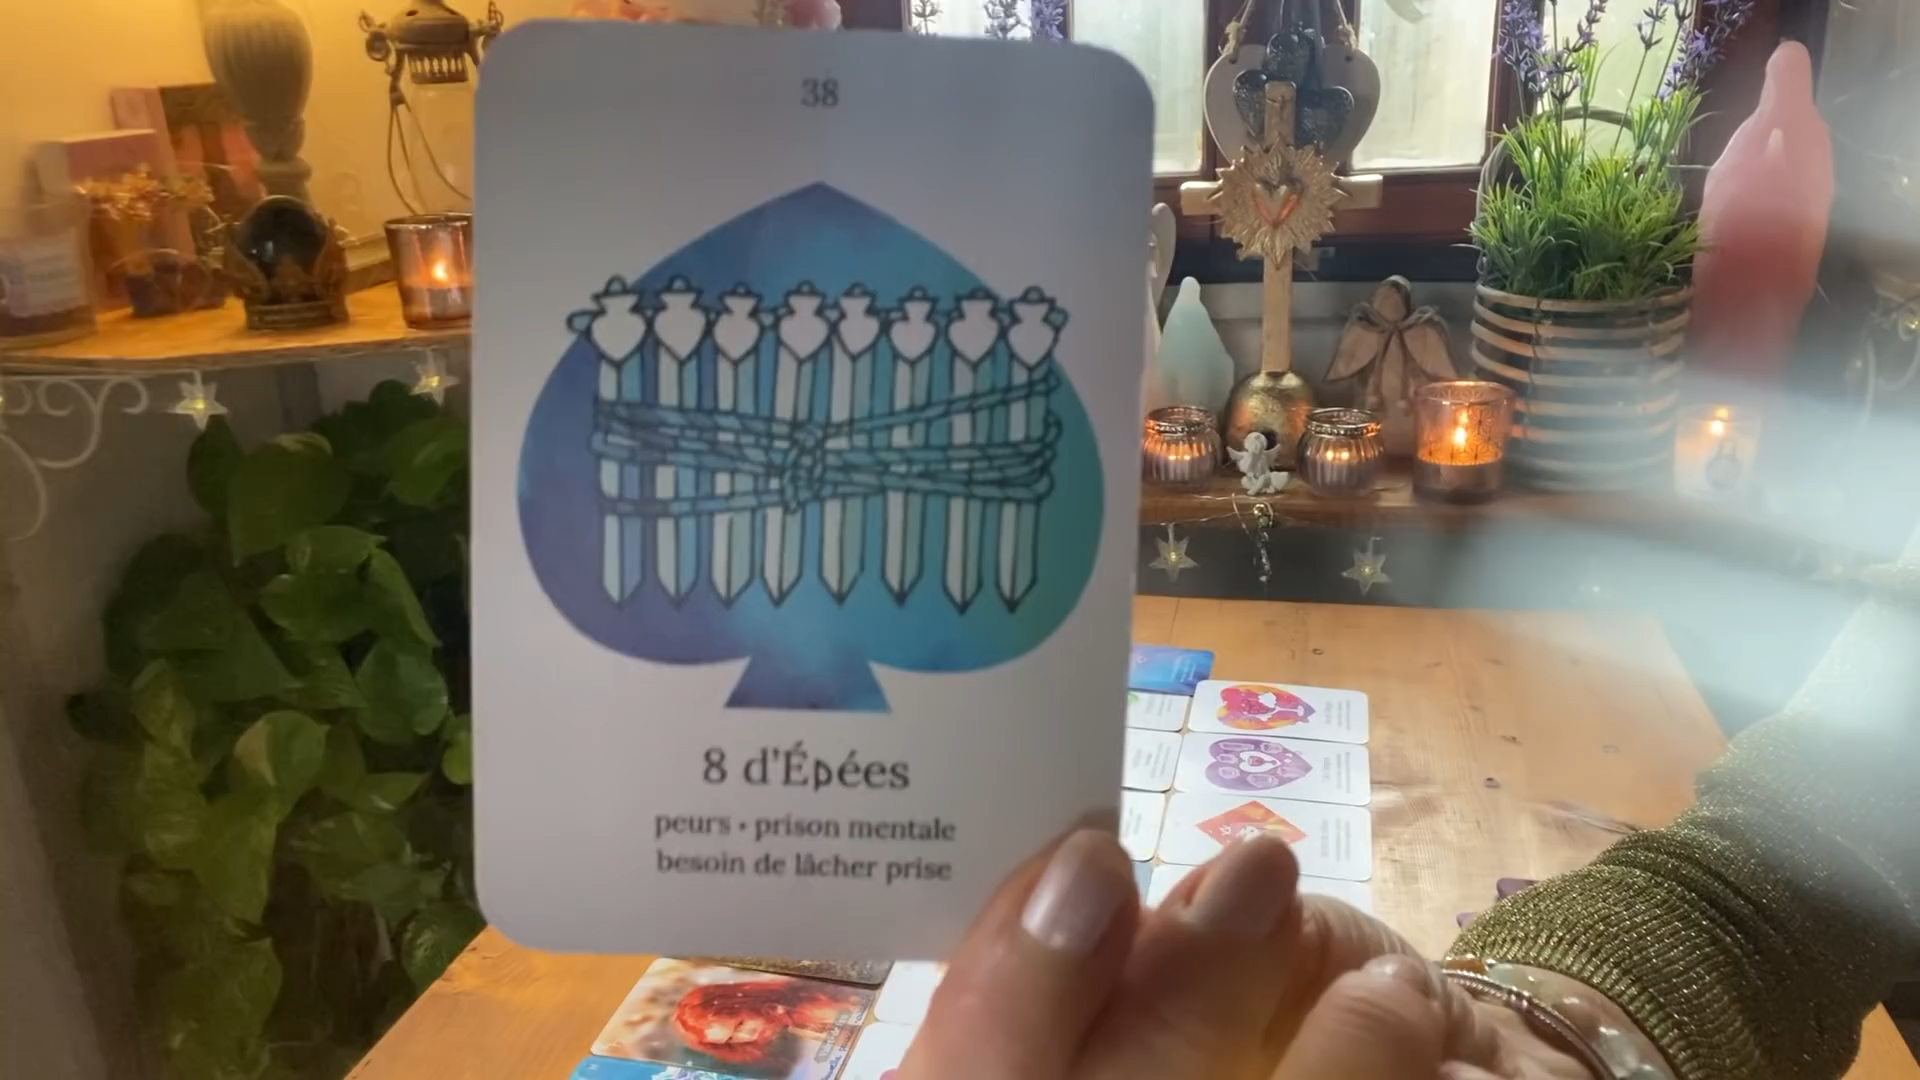 38
8 d'Épées
peurs • prison mentale
besoin de lâcher prise